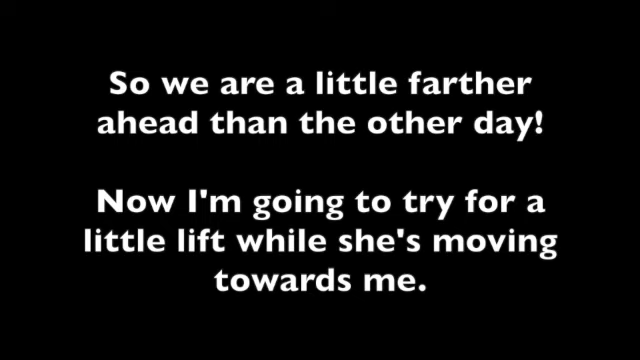 So we are a little farther
ahead than the other day!
Now I'm going to try for a
little lift while she's moving
towards me.